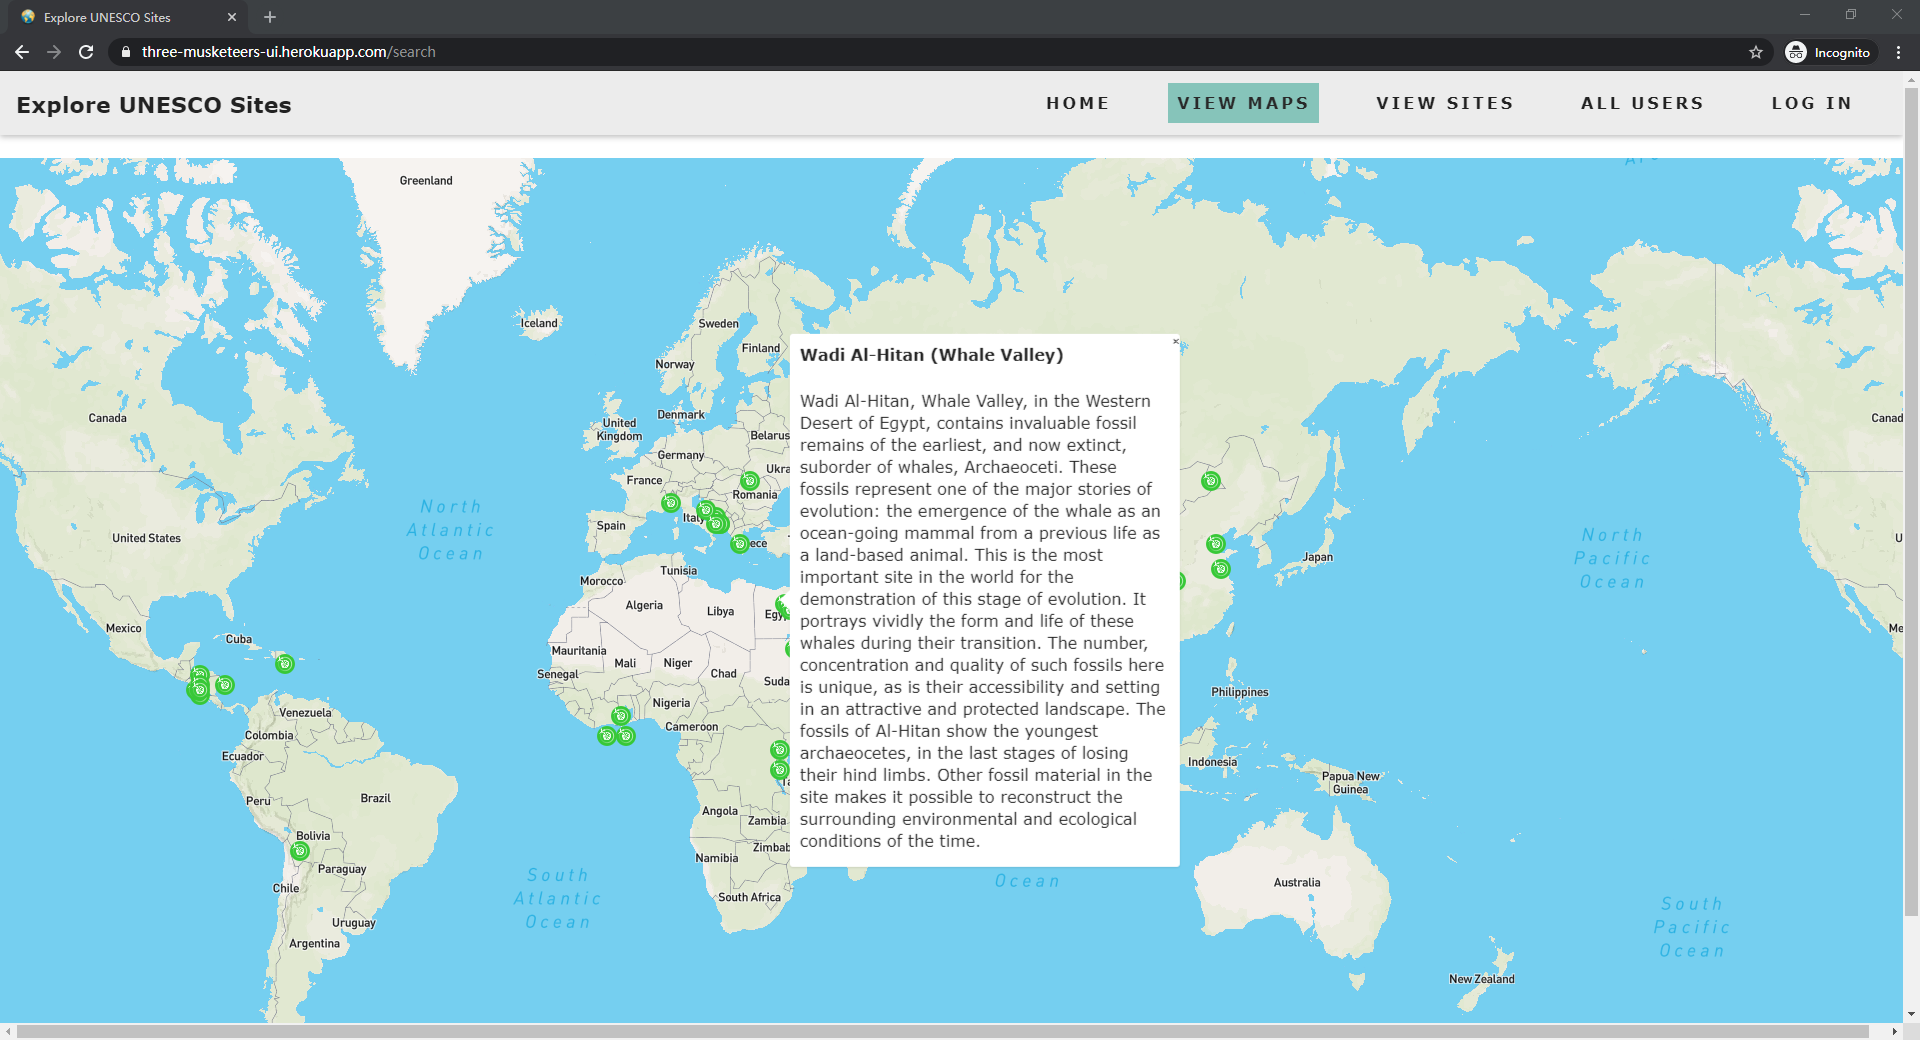 Explore UNESCO Sites
three-musketeers-ui.herokuapp.com/search
Incognito
Explore UNESCO Sites
HOME
VIEW MAPS
VIEW SITES
ALL USERS
LOG IN
Greenland
Iceland
Sweden
Finland
Norway
Denmark
United
Kingdom
Belarus
Germany
Ukra
France
Romania
Italy
Spain
ece
Canada
North
Atlantic
Ocean
United States
Tunisia
Morocco
Algeria
Libya
Egy
Mexico
Cuba
Mauritania
Mali
Niger
Chad
Suda
Senegal
Nigeria
Cameroon
Venezuela
Colombia
Ecuador
Peru
Brazil
Bolivia
Paraguay
Chile
Uruguay
Argentina
Angola
Zambia
Zimbab
Namibia
South Africa
South
Atlantic
Ocean
Wadi Al-Hitan (Whale Valley)
Wadi Al-Hitan, Whale Valley, in the Western
Desert of Egypt, contains invaluable fossil
remains of the earliest, and now extinct,
suborder of whales, Archaeoceti. These
fossils represent one of the major stories of
evolution: the emergence of the whale as an
ocean-going mammal from a previous life as
a land-based animal. This is the most
important site in the world for the
demonstration of this stage of evolution. It
portrays vividly the form and life of these
whales during their transition. The number,
concentration and quality of such fossils here
is unique, as is their accessibility and setting
in an attractive and protected landscape. The
fossils of Al-Hitan show the youngest
archaeocetes, in the last stages of losing
their hind limbs. Other fossil material in the
site makes it possible to reconstruct the
surrounding environmental and ecological
conditions of the time.
Ocean
Japan
North
Pacific
Ocean
Philippines
Indonesia
Papua New
Guinea
Australia
New Zealand
South
Pacific
Ocean
Canad
U
Me